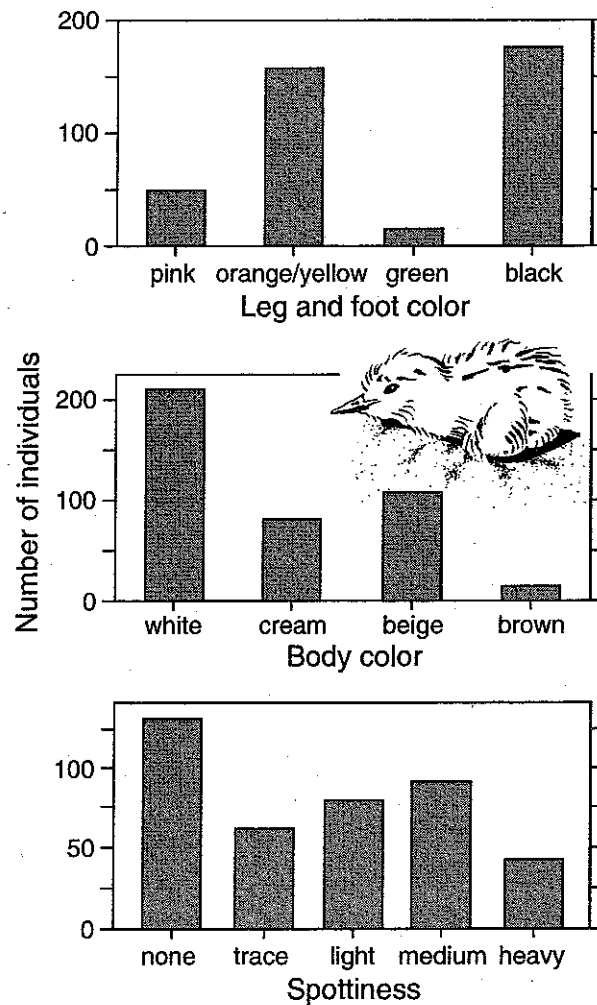 200
100
0
pink orange/yellow green black
Leg and foot color
Number of individuals
200
100
0
white cream beige brown
Body color
100
50
0
none trace light medium heavy
Spottiness